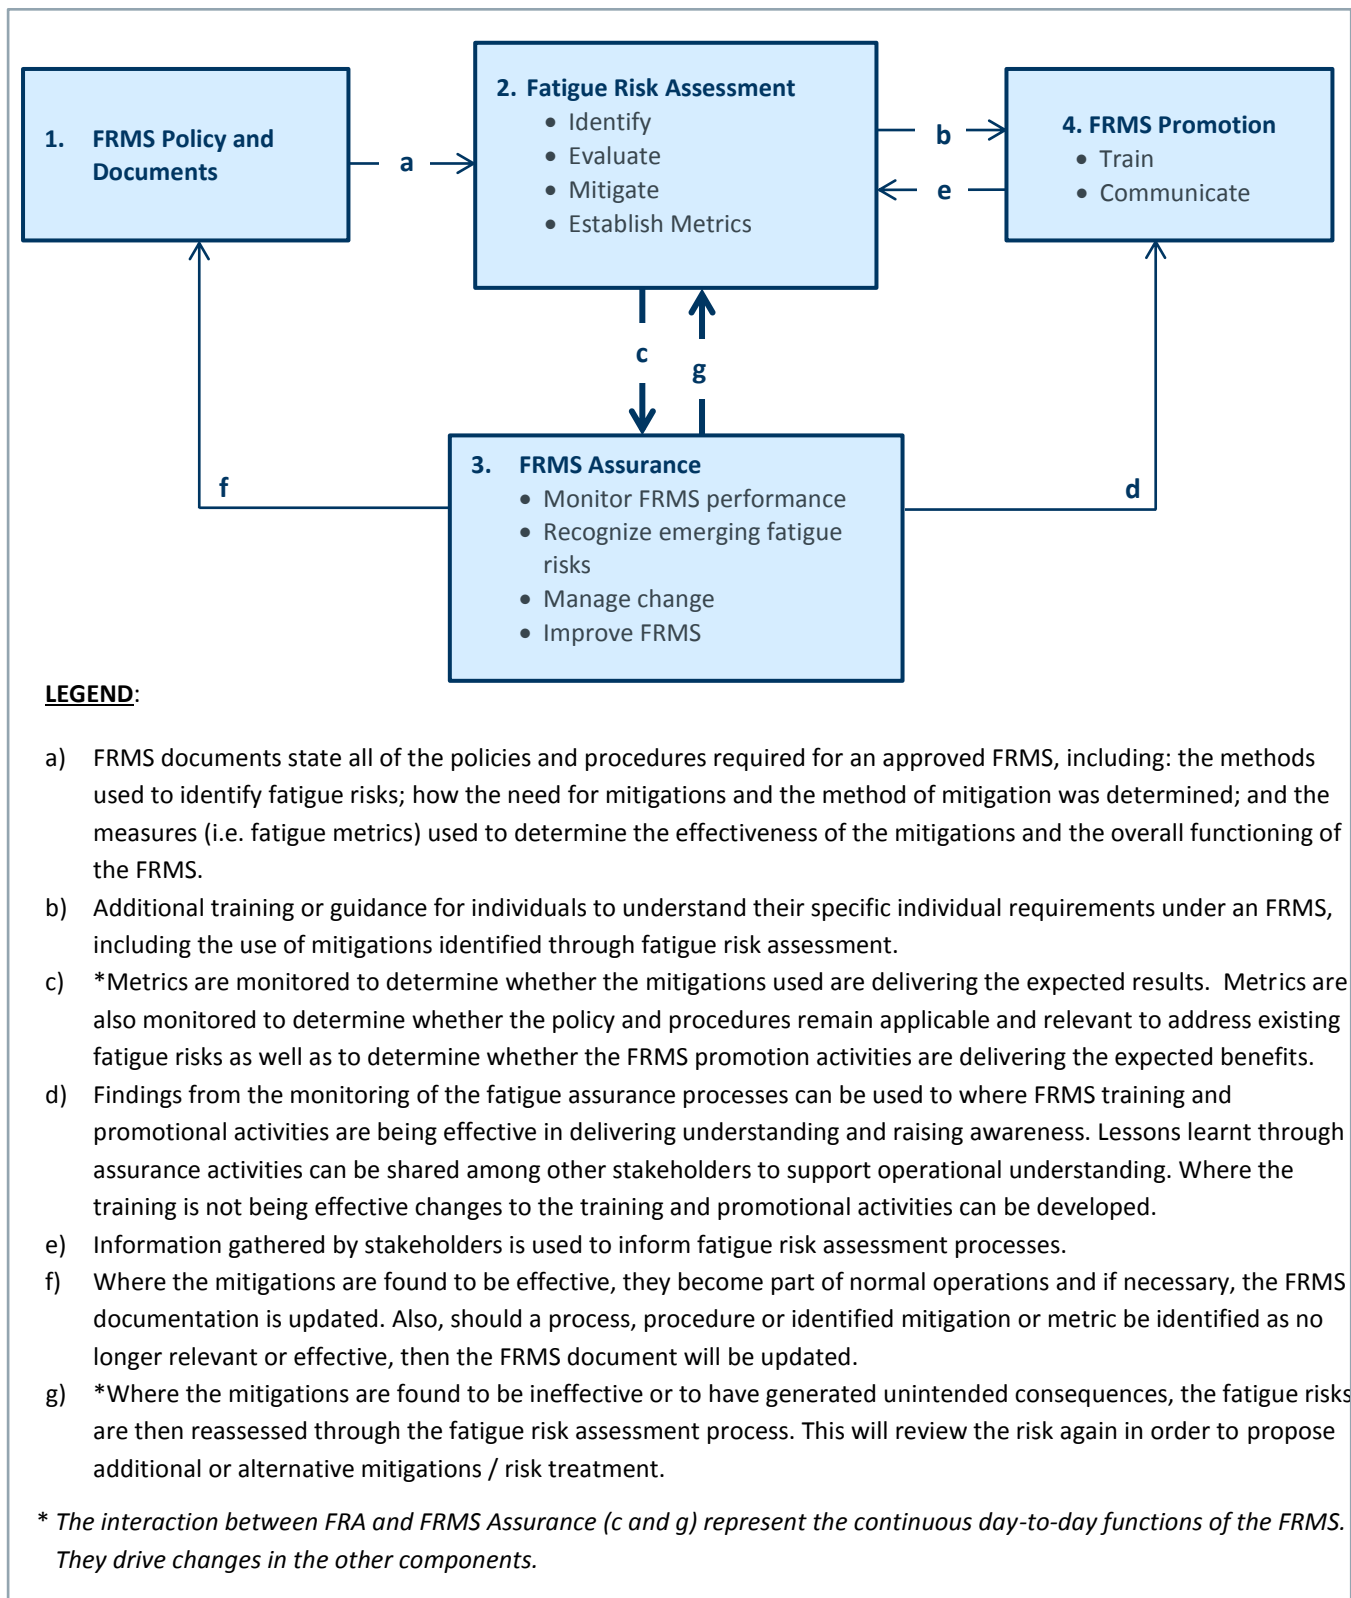 1. FRMS Policy and
Documents
a
2. Fatigue Risk Assessment
• Identify
• Evaluate
• Mitigate
• Establish Metrics
b
e
4. FRMS Promotion
• Train
• Communicate
c
g
f
d
3. FRMS Assurance
• Monitor FRMS performance
• Recognize emerging fatigue
risks
• Manage change
• Improve FRMS
LEGEND:
a) FRMS documents state all of the policies and procedures required for an approved FRMS, including: the methods
used to identify fatigue risks; how the need for mitigations and the method of mitigation was determined; and the
measures (i.e. fatigue metrics) used to determine the effectiveness of the mitigations and the overall functioning of
the FRMS.
b) Additional training or guidance for individuals to understand their specific individual requirements under an FRMS,
including the use of mitigations identified through fatigue risk assessment.
c) *Metrics are monitored to determine whether the mitigations used are delivering the expected results. Metrics are
also monitored to determine whether the policy and procedures remain applicable and relevant to address existing
fatigue risks as well as to determine whether the FRMS promotion activities are delivering the expected benefits.
d) Findings from the monitoring of the fatigue assurance processes can be used to where FRMS training and
promotional activities are being effective in delivering understanding and raising awareness. Lessons learnt through
assurance activities can be shared among other stakeholders to support operational understanding. Where the
training is not being effective changes to the training and promotional activities can be developed.
e) Information gathered by stakeholders is used to inform fatigue risk assessment processes.
f) Where the mitigations are found to be effective, they become part of normal operations and if necessary, the FRMS
documentation is updated. Also, should a process, procedure or identified mitigation or metric be identified as no
longer relevant or effective, then the FRMS document will be updated.
g) *Where the mitigations are found to be ineffective or to have generated unintended consequences, the fatigue risks
are then reassessed through the fatigue risk assessment process. This will review the risk again in order to propose
additional or alternative mitigations / risk treatment.
* The interaction between FRA and FRMS Assurance (c and g) represent the continuous day-to-day functions of the FRMS.
They drive changes in the other components.